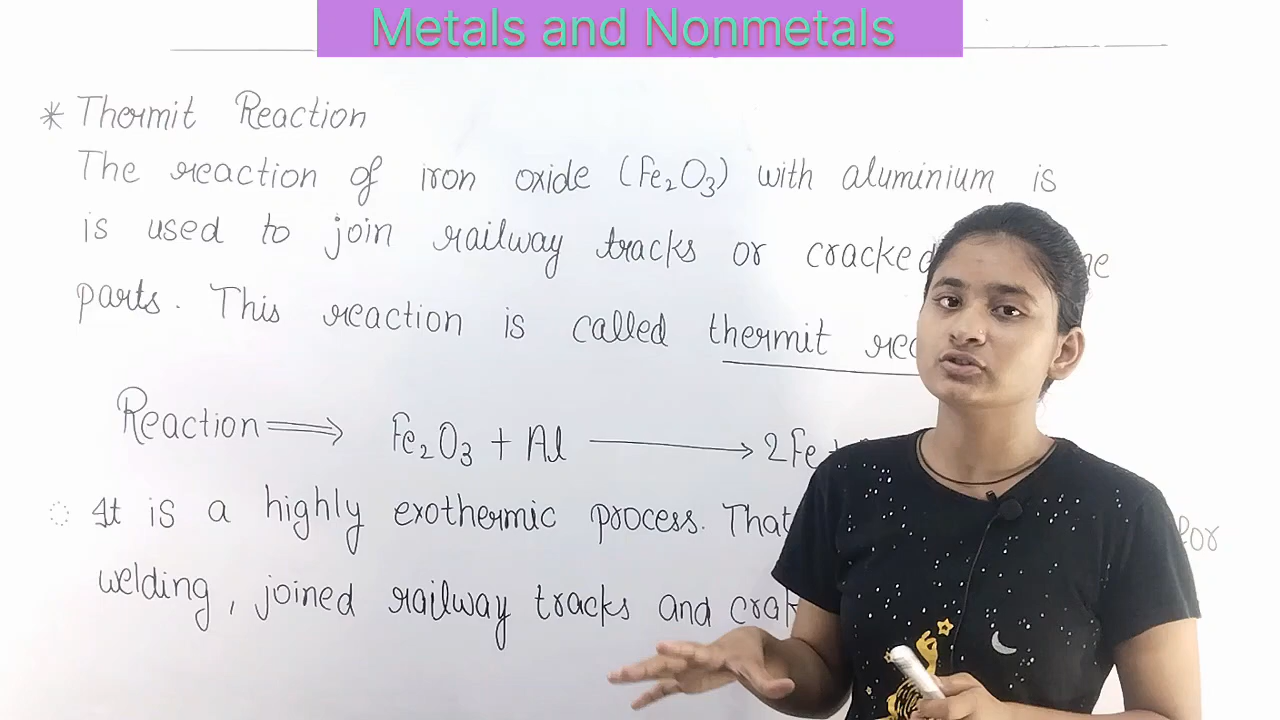 Metals and Nonmetals
* Thermit Reaction
The reaction of iron oxide (Fe₂O₃) with aluminium is
is used to join railway tracks or cracked
parts. This reaction is called thermit
Reaction ⟹ Fe₂O₃ + Al ⟶ 2Fe +
It is a highly exothermic process. That for
welding, joined railway tracks and